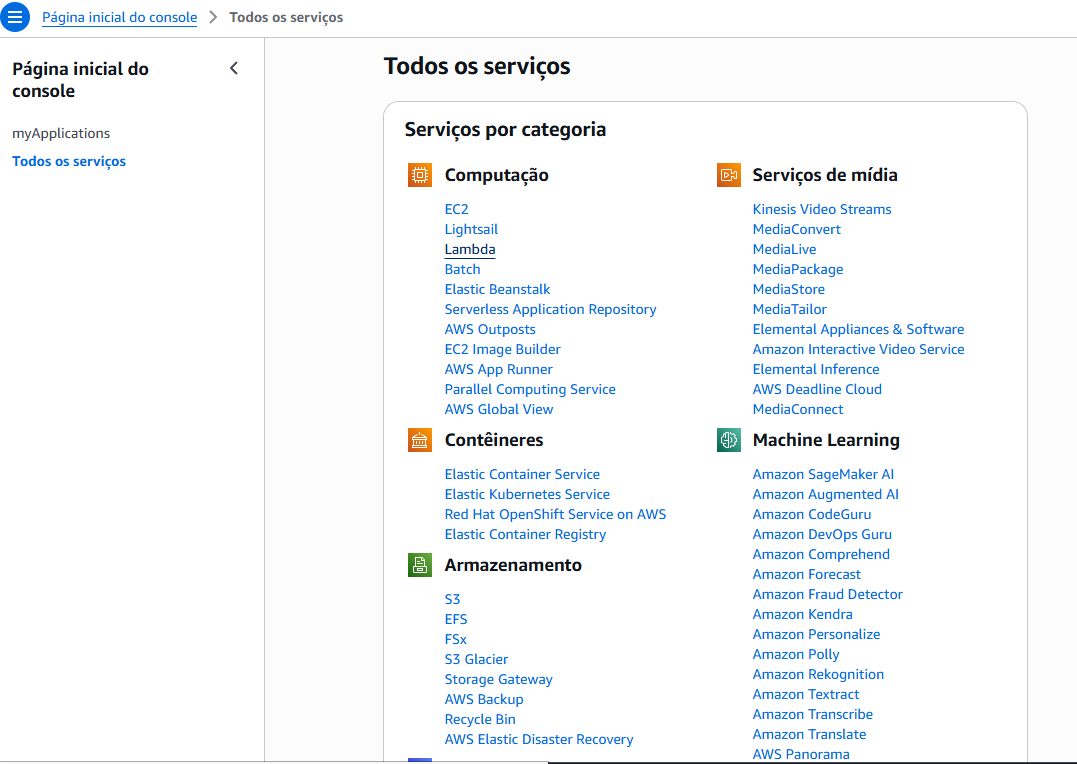 Página inicial do console > Todos os serviços
Página inicial do
console
myApplications
Todos os serviços
Todos os serviços
Serviços por categoria
Computação
EC2
Lightsail
Lambda
Batch
Elastic Beanstalk
Serverless Application Repository
AWS Outposts
EC2 Image Builder
AWS App Runner
Parallel Computing Service
AWS Global View
Contêineres
Elastic Container Service
Elastic Kubernetes Service
Red Hat OpenShift Service on AWS
Elastic Container Registry
Armazenamento
S3
EFS
FSx
S3 Glacier
Storage Gateway
AWS Backup
Recycle Bin
AWS Elastic Disaster Recovery
Serviços de mídia
Kinesis Video Streams
MediaConvert
MediaLive
MediaPackage
MediaStore
MediaTailor
Elemental Appliances & Software
Amazon Interactive Video Service
Elemental Inference
AWS Deadline Cloud
MediaConnect
Machine Learning
Amazon SageMaker AI
Amazon Augmented AI
Amazon CodeGuru
Amazon DevOps Guru
Amazon Comprehend
Amazon Forecast
Amazon Fraud Detector
Amazon Kendra
Amazon Personalize
Amazon Polly
Amazon Rekognition
Amazon Textract
Amazon Transcribe
Amazon Translate
AWS Panorama